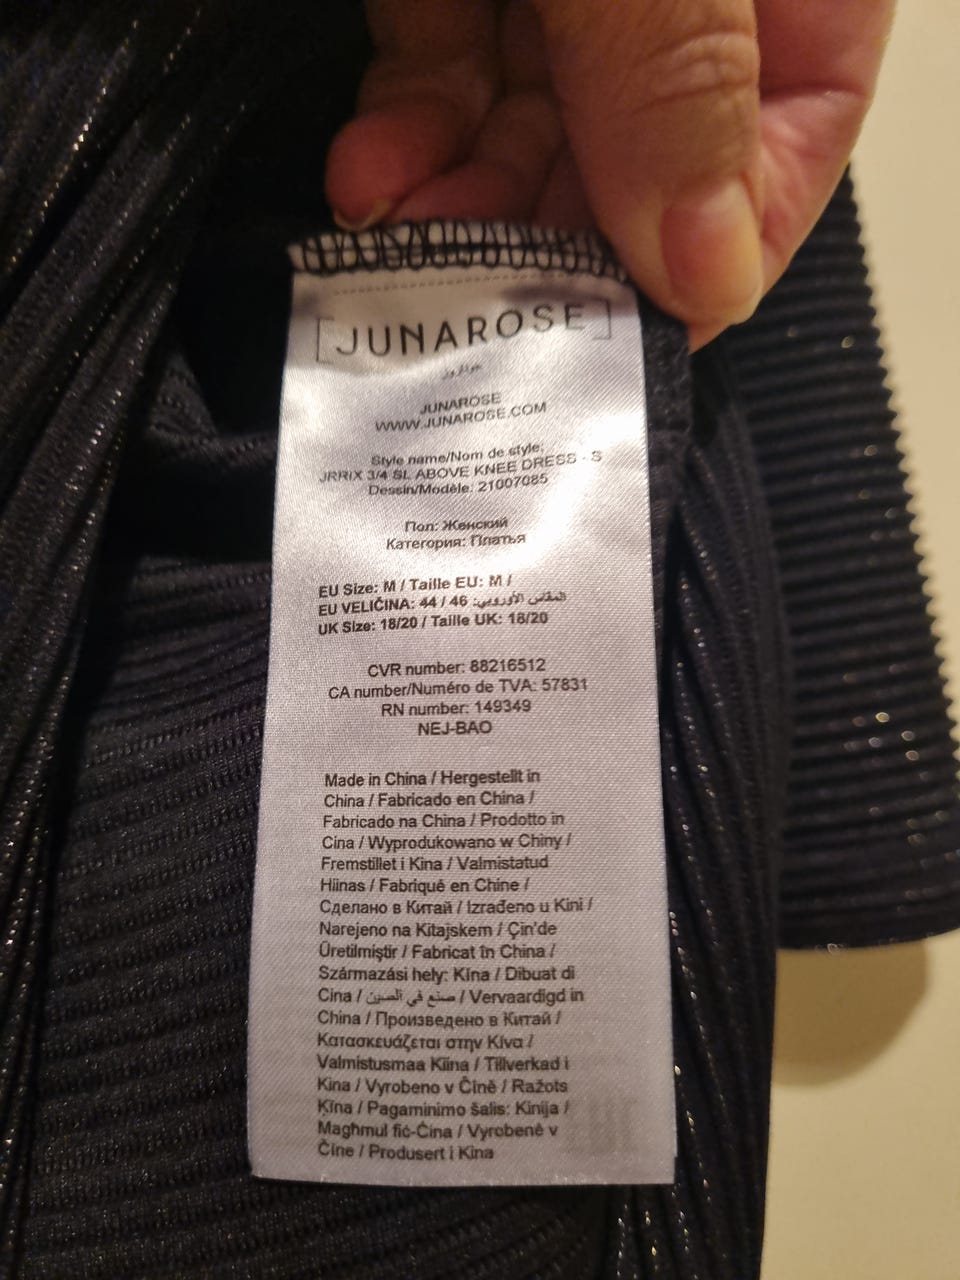 [JUNAROSE]
جوناروز
JUNAROSE
WWW.JUNAROSE.COM
Style name/Nom de style:
JRRIX 3/4 SL ABOVE KNEE DRESS - S
Dessin/Modèle: 21007085
Пол: Женский
Категория: Платья
EU Size: M / Taille EU: M /
EU VELIČINA: 44 / 46 :المقاس الأوروبي
UK Size: 18/20 / Taille UK: 18/20
CVR number: 88216512
CA number/Numéro de TVA: 57831
RN number: 149349
NEJ-BAO
Made in China / Hergestellt in
China / Fabricado en China /
Fabricado na China / Prodotto in
Cina / Wyprodukowano w Chiny /
Fremstillet i Kina / Valmistatud
Hiinas / Fabriqué en Chine /
Сделано в Китай / Izrađeno u Kini /
Narejeno na Kitajskem / Çin'de
Üretilmiştir / Fabricat în China /
Származási hely: Kína / Dibuat di
Cina / صنع في الصين / Vervaardigd in
China / Произведено в Китай /
Κατασκευάζεται στην Κίνα /
Valmistusmaa Kiina / Tillverkad i
Kina / Vyrobeno v Číně / Ražots
Ķīna / Pagaminimo šalis: Kinija /
Magħmul fiċ-Ċina / Vyrobené v
Číne / Produsert i Kina